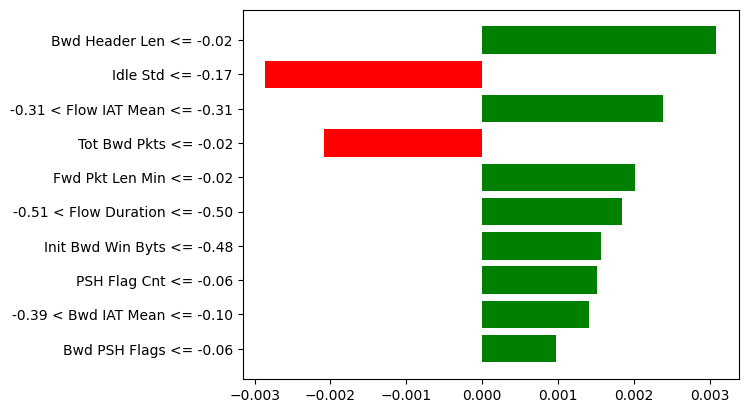 Bwd Header Len <= -0.02
Idle Std <= -0.17
-0.31 < Flow IAT Mean <= -0.31
Tot Bwd Pkts <= -0.02
Fwd Pkt Len Min <= -0.02
-0.51 < Flow Duration <= -0.50
Init Bwd Win Byts <= -0.48
PSH Flag Cnt <= -0.06
-0.39 < Bwd IAT Mean <= -0.10
Bwd PSH Flags <= -0.06
−0.003 −0.002 −0.001 0.000 0.001 0.002 0.003